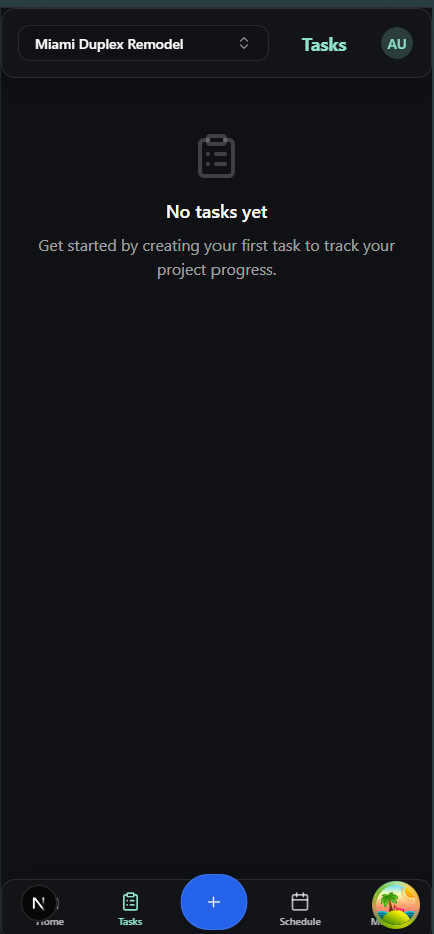 Miami Duplex Remodel
Tasks
AU
No tasks yet
Get started by creating your first task to track your
project progress.
N
Tasks
Schedule